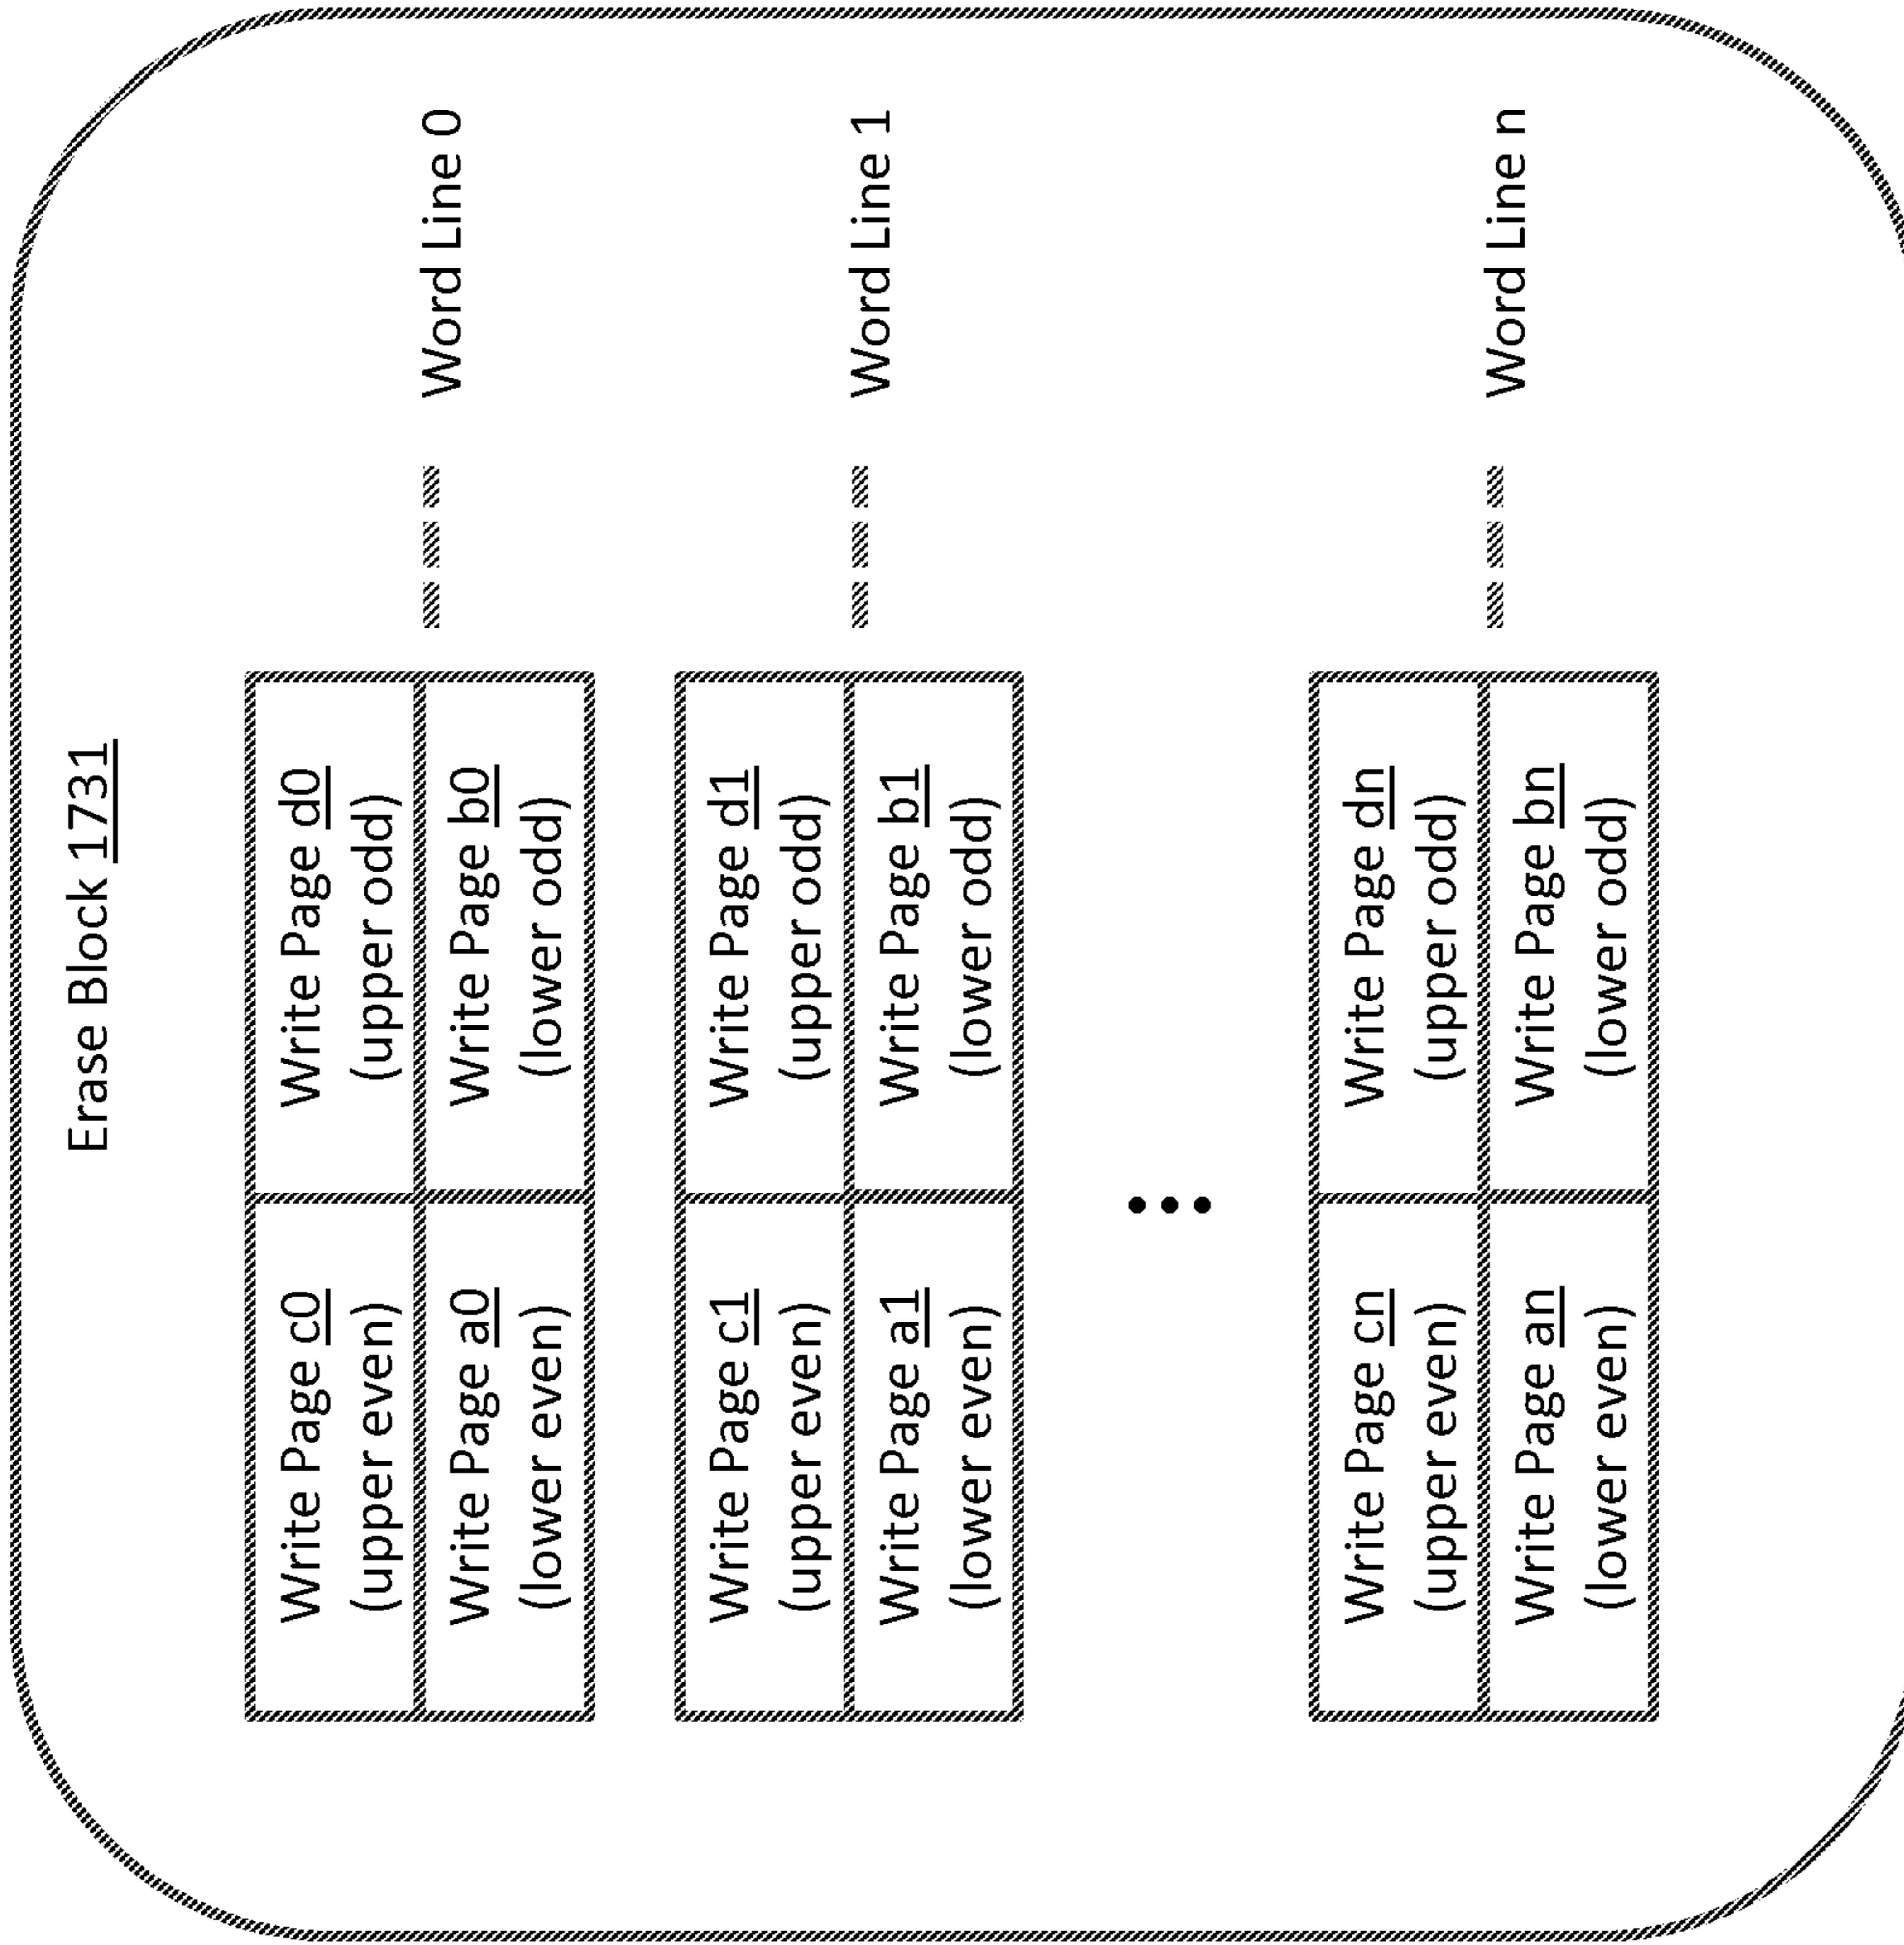 Erase Block 1731
Write Page c0
(upper even)
Write Page d0
(upper odd)
Write Page a0
(lower even)
Write Page b0
(lower odd)
Word Line 0
Write Page c1
(upper even)
Write Page d1
(upper odd)
Write Page a1
(lower even)
Write Page b1
(lower odd)
Word Line 1
Write Page cn
(upper even)
Write Page dn
(upper odd)
Write Page an
(lower even)
Write Page bn
(lower odd)
Word Line n